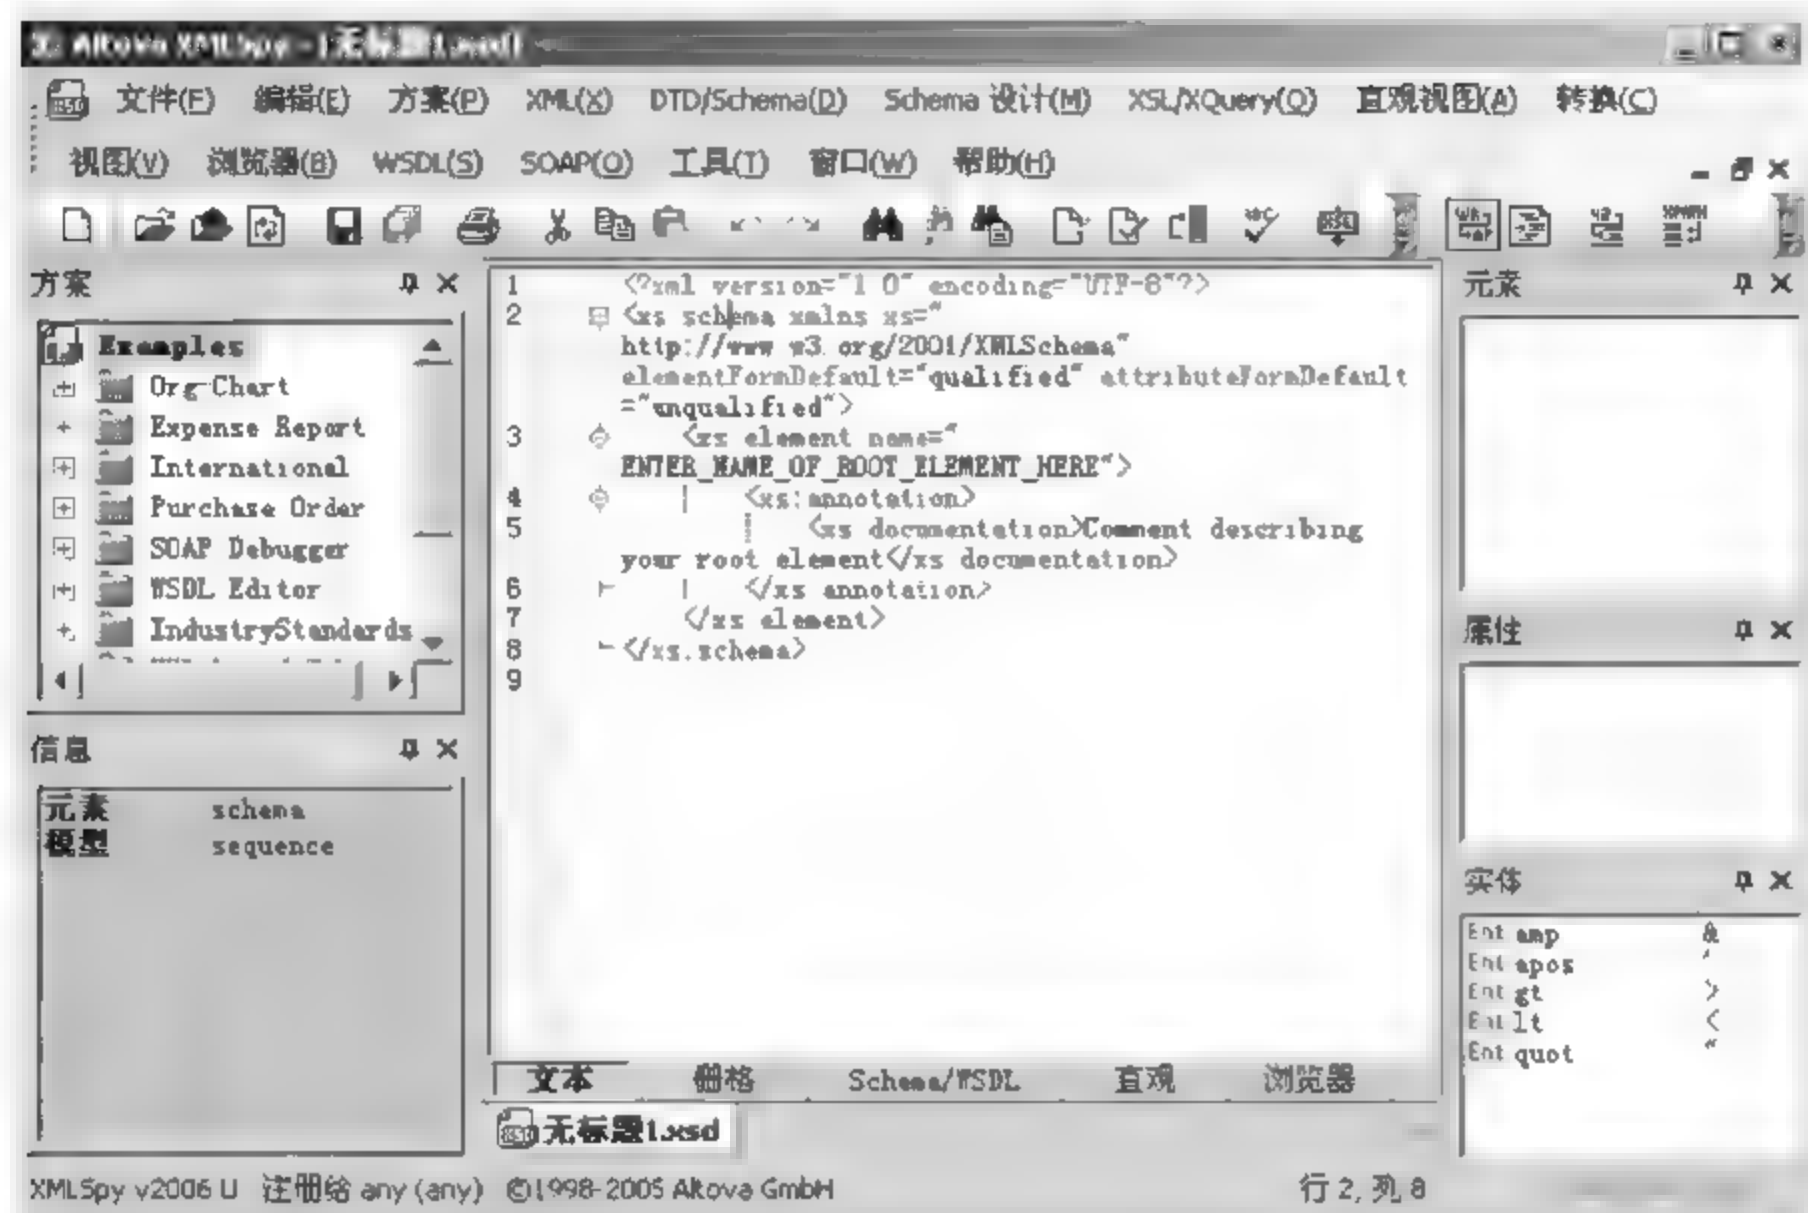 Altova XMLSpy - [无标题1.xsd]
文件(F) 编辑(E) 方案(P) XML(X) DTD/Schema(D) Schema 设计(M) XSL/XQuery(Q) 直观视图(A) 转换(C)
视图(V) 浏览器(B) WSDL(S) SOAP(O) 工具(T) 窗口(W) 帮助(H)
方案
Examples
Org-Chart
Expense Report
International
Purchase Order
SOAP Debugger
WSDL Editor
IndustryStandards
信息
元素 schema
模型 sequence
1 <?xml version="1.0" encoding="UTF-8"?>
2 <xs:schema xmlns:xs="
http://www.w3.org/2001/XMLSchema"
elementFormDefault="qualified" attributeFormDefault
="unqualified">
3 <xs:element name="
ENTER_NAME_OF_ROOT_ELEMENT_HERE">
4 <xs:annotation>
5 <xs:documentation>Comment describing
your root element</xs:documentation>
6 </xs:annotation>
7 </xs:element>
8 </xs:schema>
9
文本 栅格 Schema/WSDL 直观 浏览器
无标题1.xsd
元素
属性
实体
Ent amp &
Ent apos '
Ent gt >
Ent lt <
Ent quot "
XMLSpy v2006 U 注册给 any (any) ©1998-2005 Altova GmbH 行 2, 列 8